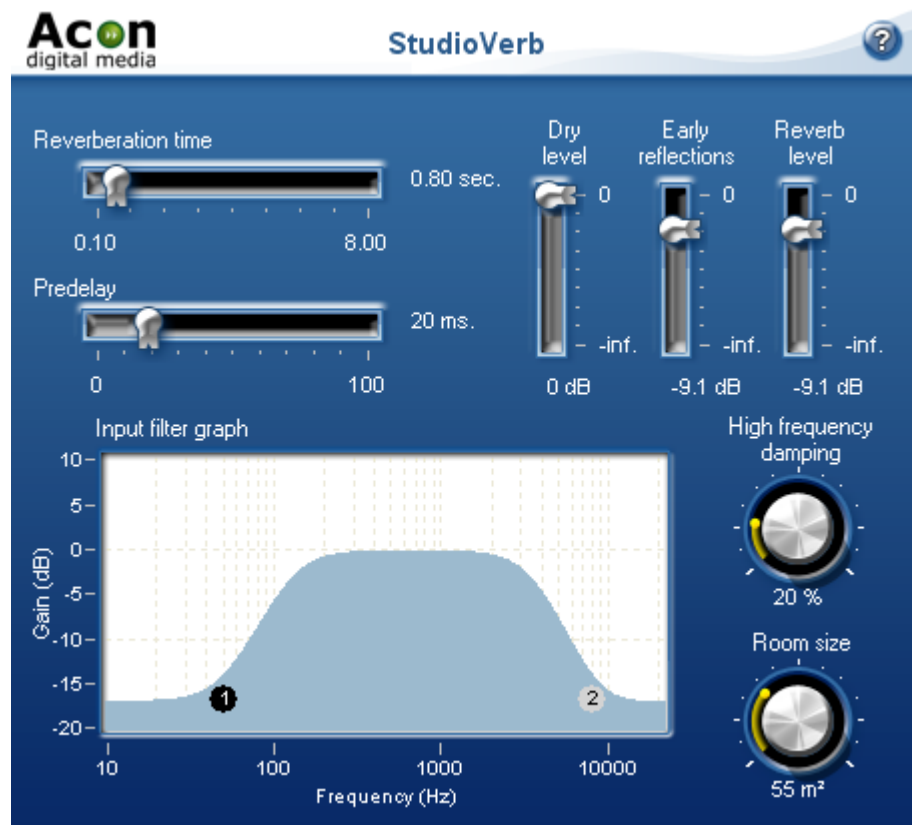 Acon
digital media
StudioVerb
?
Reverberation time
0.80 sec.
0.10
8.00
Predelay
20 ms.
0
100
Dry
level
0
-inf.
0 dB
Early
reflections
0
-inf.
-9.1 dB
Reverb
level
0
-inf.
-9.1 dB
Input filter graph
10
5
0
-5
-10
-15
-20
Gain (dB)
1
2
10
100
1000
10000
Frequency (Hz)
High frequency
damping
20 %
Room size
55 m²